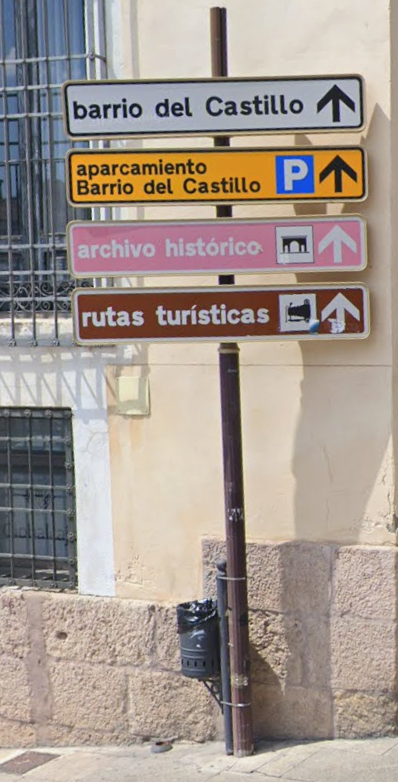 barrio del Castillo
aparcamiento P
Barrio del Castillo
archivo histórico
rutas turísticas